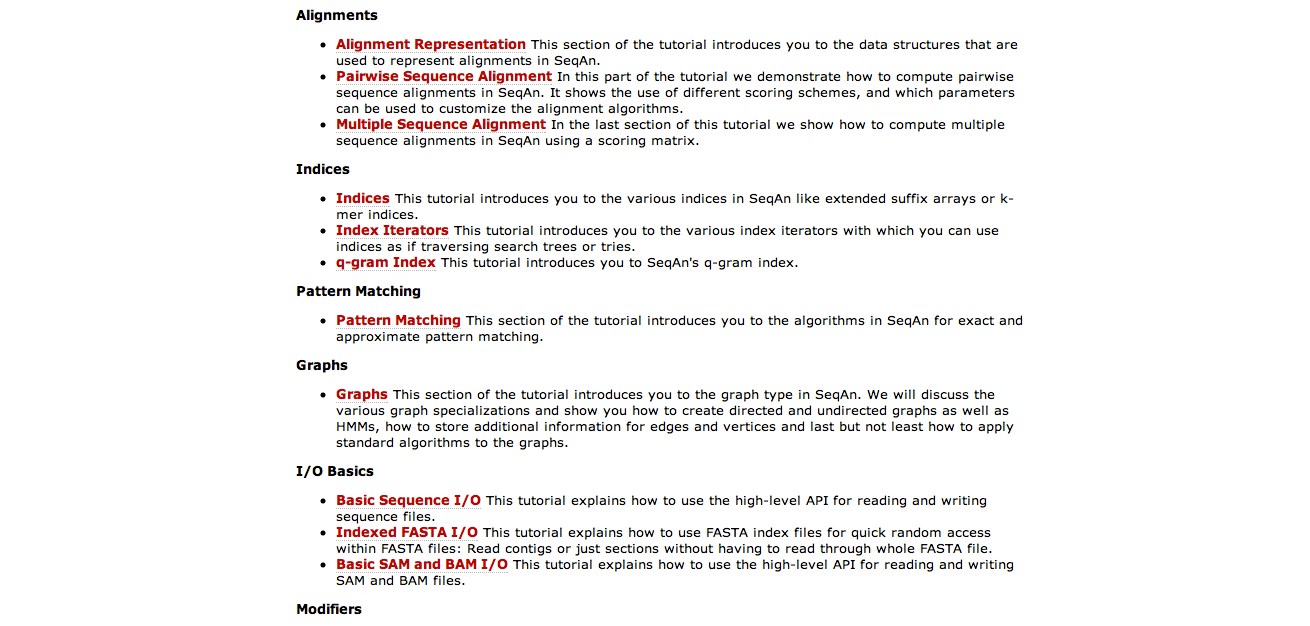 Alignments
• Alignment Representation This section of the tutorial introduces you to the data structures that are
used to represent alignments in SeqAn.
• Pairwise Sequence Alignment In this part of the tutorial we demonstrate how to compute pairwise
sequence alignments in SeqAn. It shows the use of different scoring schemes, and which parameters
can be used to customize the alignment algorithms.
• Multiple Sequence Alignment In the last section of this tutorial we show how to compute multiple
sequence alignments in SeqAn using a scoring matrix.
Indices
• Indices This tutorial introduces you to the various indices in SeqAn like extended suffix arrays or k-
mer indices.
• Index Iterators This tutorial introduces you to the various index iterators with which you can use
indices as if traversing search trees or tries.
• q-gram Index This tutorial introduces you to SeqAn's q-gram index.
Pattern Matching
• Pattern Matching This section of the tutorial introduces you to the algorithms in SeqAn for exact and
approximate pattern matching.
Graphs
• Graphs This section of the tutorial introduces you to the graph type in SeqAn. We will discuss the
various graph specializations and show you how to create directed and undirected graphs as well as
HMMs, how to store additional information for edges and vertices and last but not least how to apply
standard algorithms to the graphs.
I/O Basics
• Basic Sequence I/O This tutorial explains how to use the high-level API for reading and writing
sequence files.
• Indexed FASTA I/O This tutorial explains how to use FASTA index files for quick random access
within FASTA files: Read contigs or just sections without having to read through whole FASTA file.
• Basic SAM and BAM I/O This tutorial explains how to use the high-level API for reading and writing
SAM and BAM files.
Modifiers